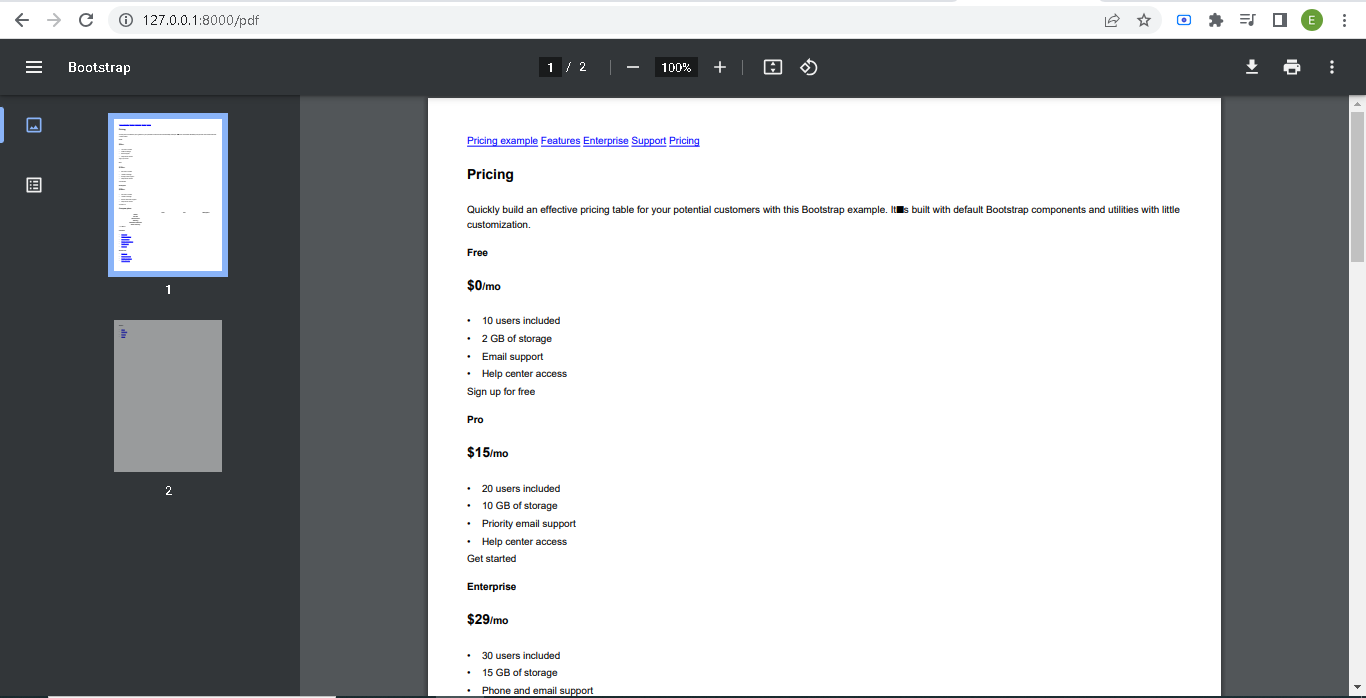 127.0.0.1:8000/pdf
E
Bootstrap
1 / 2
100%
1
2
Pricing example Features Enterprise Support Pricing
Pricing
Quickly build an effective pricing table for your potential customers with this Bootstrap example. It■s built with default Bootstrap components and utilities with little
customization.
Free
$0/mo
• 10 users included
• 2 GB of storage
• Email support
• Help center access
Sign up for free
Pro
$15/mo
• 20 users included
• 10 GB of storage
• Priority email support
• Help center access
Get started
Enterprise
$29/mo
• 30 users included
• 15 GB of storage
• Phone and email support